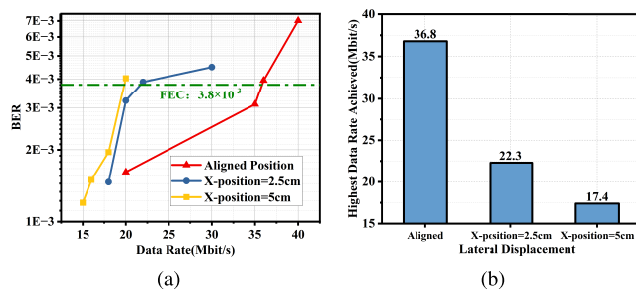 (a)
7E−3
6E−3
5E−3
4E−3
3E−3
2E−3
1E−3
BER
FEC: 3.8×10⁻³
Aligned Position
X-position=2.5cm
X-position=5cm
15 20 25 30 35 40
Data Rate(Mbit/s)
(a)
(b)
40
35
30
25
20
15
Highest Data Rate Achieved(Mbit/s)
36.8
22.3
17.4
Aligned X-position=2.5cm X-position=5cm
Lateral Displacement
(b)